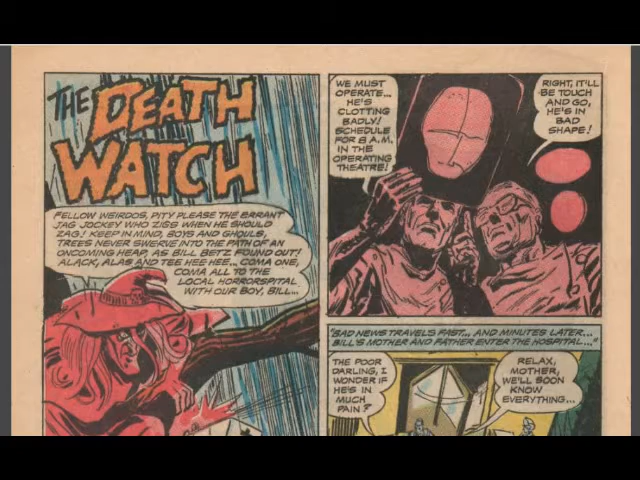 THE DEATH
WATCH
FELLOW WEIRDOS, PITY PLEASE THE ERRANT
JAG JOCKEY WHO ZIGS WHEN HE SHOULD
ZAG! KEEP IN MIND, BOYS AND GHOULS,
TREES NEVER SWERVE INTO THE PATH OF AN
ONCOMING HEAP, AS BILL BETZ FOUND OUT!
ALACK, ALAS AND TEE HEE HEE... COMA ONE,
COMA ALL TO THE
LOCAL HORRORSPITAL
WITH OUR BOY, BILL...
WE MUST
OPERATE...
HE'S
CLOTTING
BADLY!
SCHEDULE
FOR 8 A.M.
IN THE
OPERATING
THEATRE!
RIGHT, IT'LL
BE TOUCH
AND GO,
HE'S IN
BAD
SHAPE!
"BAD NEWS TRAVELS FAST... AND MINUTES LATER...
BILL'S MOTHER AND FATHER ENTER THE HOSPITAL..."
THE POOR
DARLING, I
WONDER IF
HE'S IN
MUCH
PAIN?
RELAX,
MOTHER,
WE'LL SOON
KNOW
EVERYTHING...